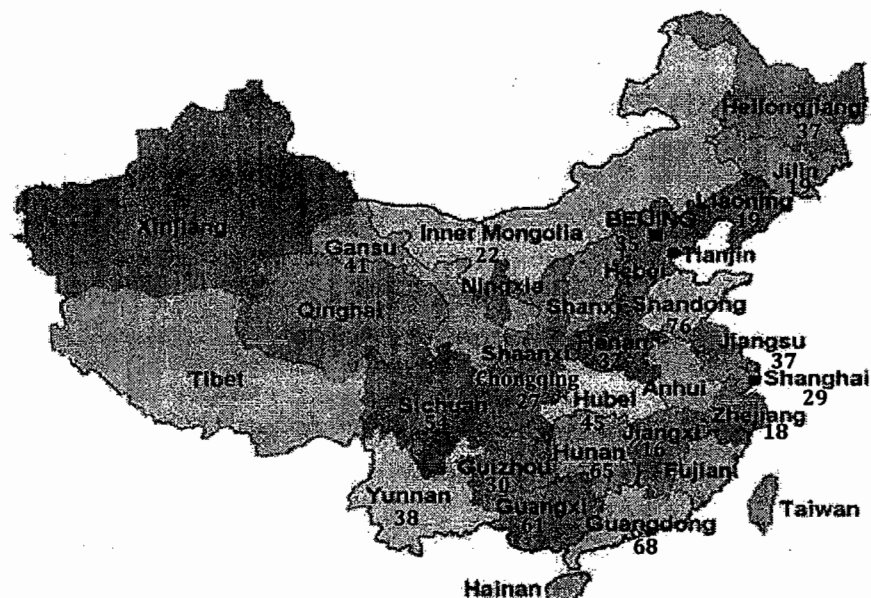 Heilongjiang
37
Jilin
Liaoning
19
BEIJING
Tianjin
Hebei
Inner Mongolia
22
Xinjiang
Gansu
41
Ningxia
Qinghai
Shanxi
Shandong
76
Shaanxi
Henan
Jiangsu
37
Tibet
Chongqing
27
Anhui
Shanghai
29
Sichuan
Hubei
45
Zhejiang
18
Jiangxi
16
Hunan
65
Guizhou
30
Fujian
Yunnan
38
Guangxi
61
Guangdong
68
Taiwan
Hainan